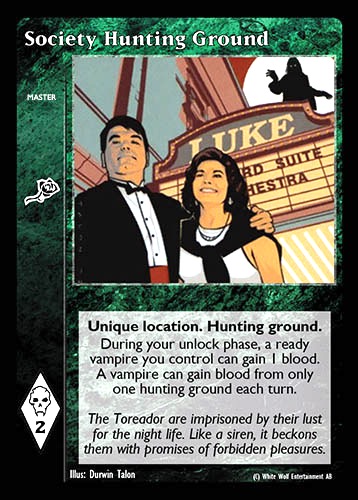 Society Hunting Ground
MASTER
LUKE
RD SUITE
HESTRA
Unique location. Hunting ground.
During your unlock phase, a ready
vampire you control can gain 1 blood.
A vampire can gain blood from only
one hunting ground each turn.
The Toreador are imprisoned by their lust
for the night life. Like a siren, it beckons
them with promises of forbidden pleasures.
2
Illus: Durwin Talon
(C) White Wolf Entertainment AB